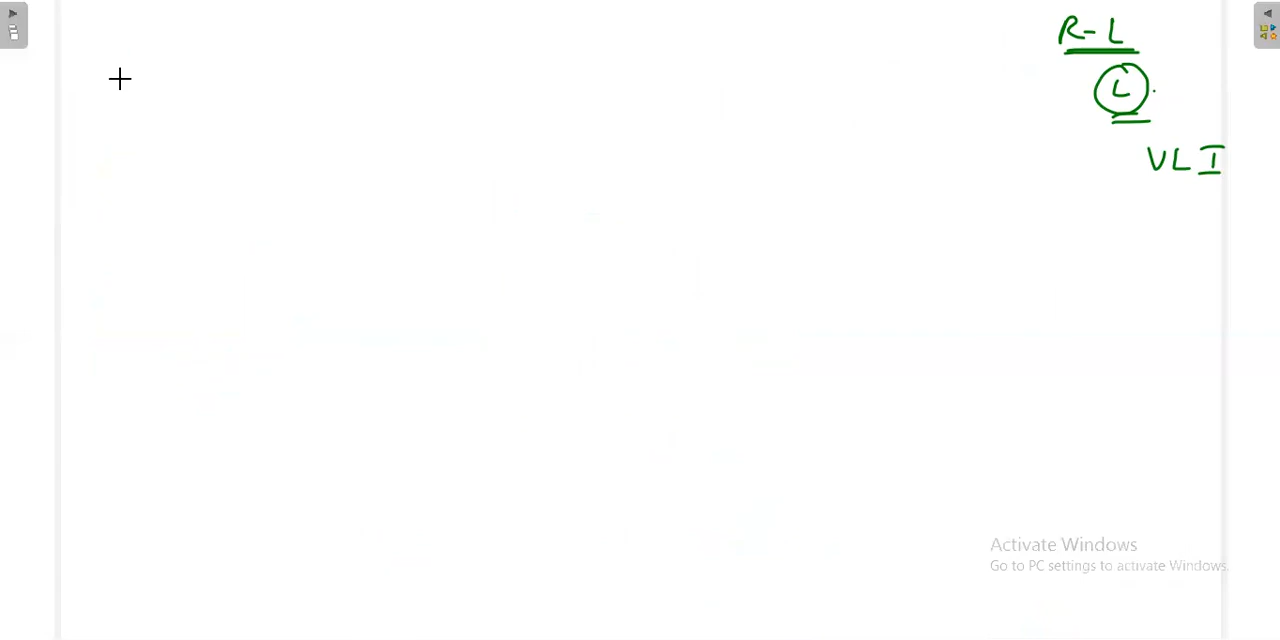 R-L
L
VLI
Activate Windows
Go to PC settings to activate Windows.